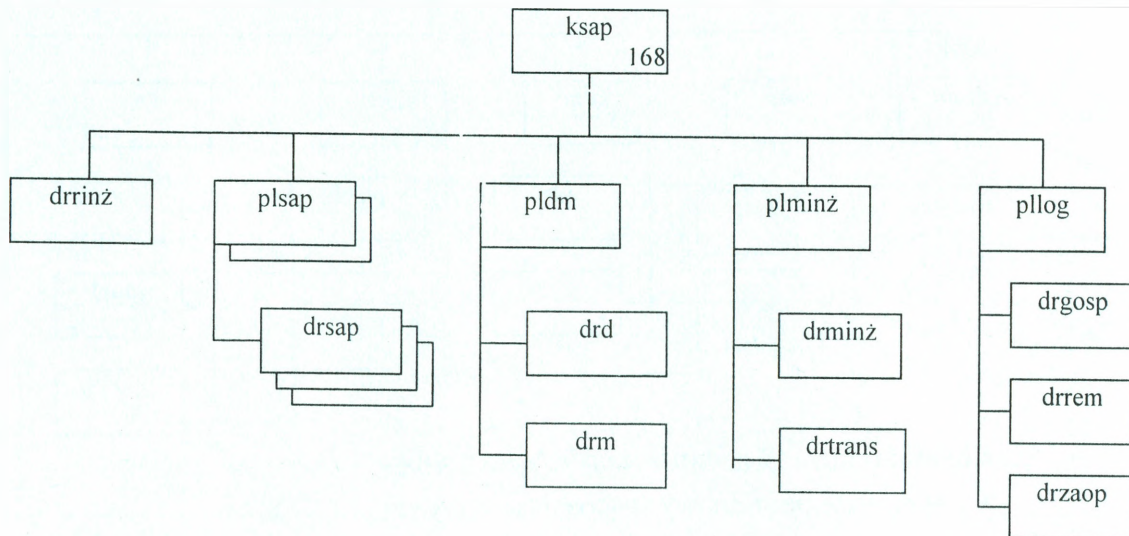 ksap
168
drrinż
plsap
pldm
plminż
pllog
drsap
drd
drminż
drgosp
drm
drtrans
drrem
drzaop